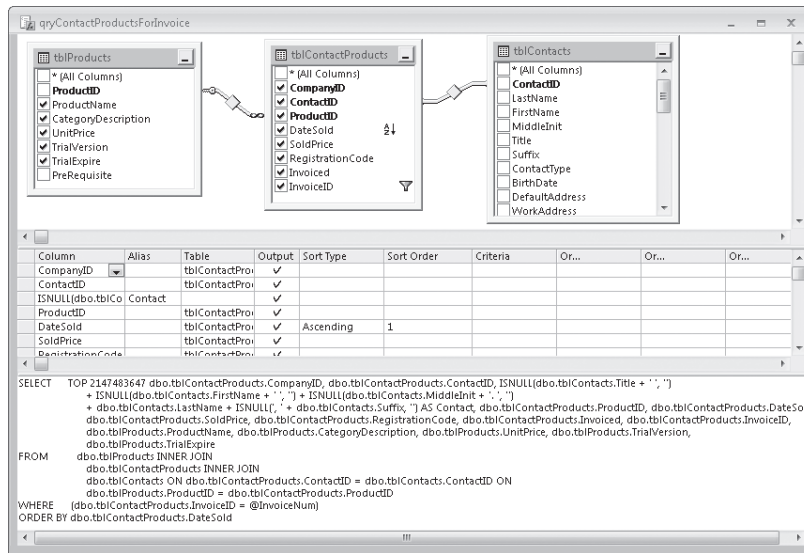 qryContactProductsForInvoice
tblProducts
* (All Columns)
ProductID
ProductName
CategoryDescription
UnitPrice
TrialVersion
TrialExpire
PreRequisite
tblContactProducts
* (All Columns)
CompanyID
ContactID
ProductID
DateSold
SoldPrice
RegistrationCode
Invoiced
InvoiceID
tblContacts
* (All Columns)
ContactID
LastName
FirstName
MiddleInit
Title
Suffix
ContactType
BirthDate
DefaultAddress
WorkAddress
Column Alias Table Output Sort Type Sort Order Criteria Or... Or... Or...
CompanyID tblContactPro
ContactID tblContactPro
ISNULL(dbo.tblCo Contact
ProductID tblContactPro
DateSold tblContactPro Ascending 1
SoldPrice tblContactPro
RegistrationCode tblContactPro
SELECT TOP 2147483647 dbo.tblContactProducts.CompanyID, dbo.tblContactProducts.ContactID, ISNULL(dbo.tblContacts.Title + ' ', '')
+ ISNULL(dbo.tblContacts.FirstName + ' ', '') + ISNULL(dbo.tblContacts.MiddleInit + '. ', '')
+ dbo.tblContacts.LastName + ISNULL(', ' + dbo.tblContacts.Suffix, '') AS Contact, dbo.tblContactProducts.ProductID, dbo.tblContactProducts.DateSo
dbo.tblContactProducts.SoldPrice, dbo.tblContactProducts.RegistrationCode, dbo.tblContactProducts.Invoiced, dbo.tblContactProducts.InvoiceID,
dbo.tblProducts.ProductName, dbo.tblProducts.CategoryDescription, dbo.tblProducts.UnitPrice, dbo.tblProducts.TrialVersion,
dbo.tblProducts.TrialExpire
FROM dbo.tblProducts INNER JOIN
dbo.tblContactProducts INNER JOIN
dbo.tblContacts ON dbo.tblContactProducts.ContactID = dbo.tblContacts.ContactID ON
dbo.tblProducts.ProductID = dbo.tblContactProducts.ProductID
WHERE (dbo.tblContactProducts.InvoiceID = @InvoiceNum)
ORDER BY dbo.tblContactProducts.DateSold